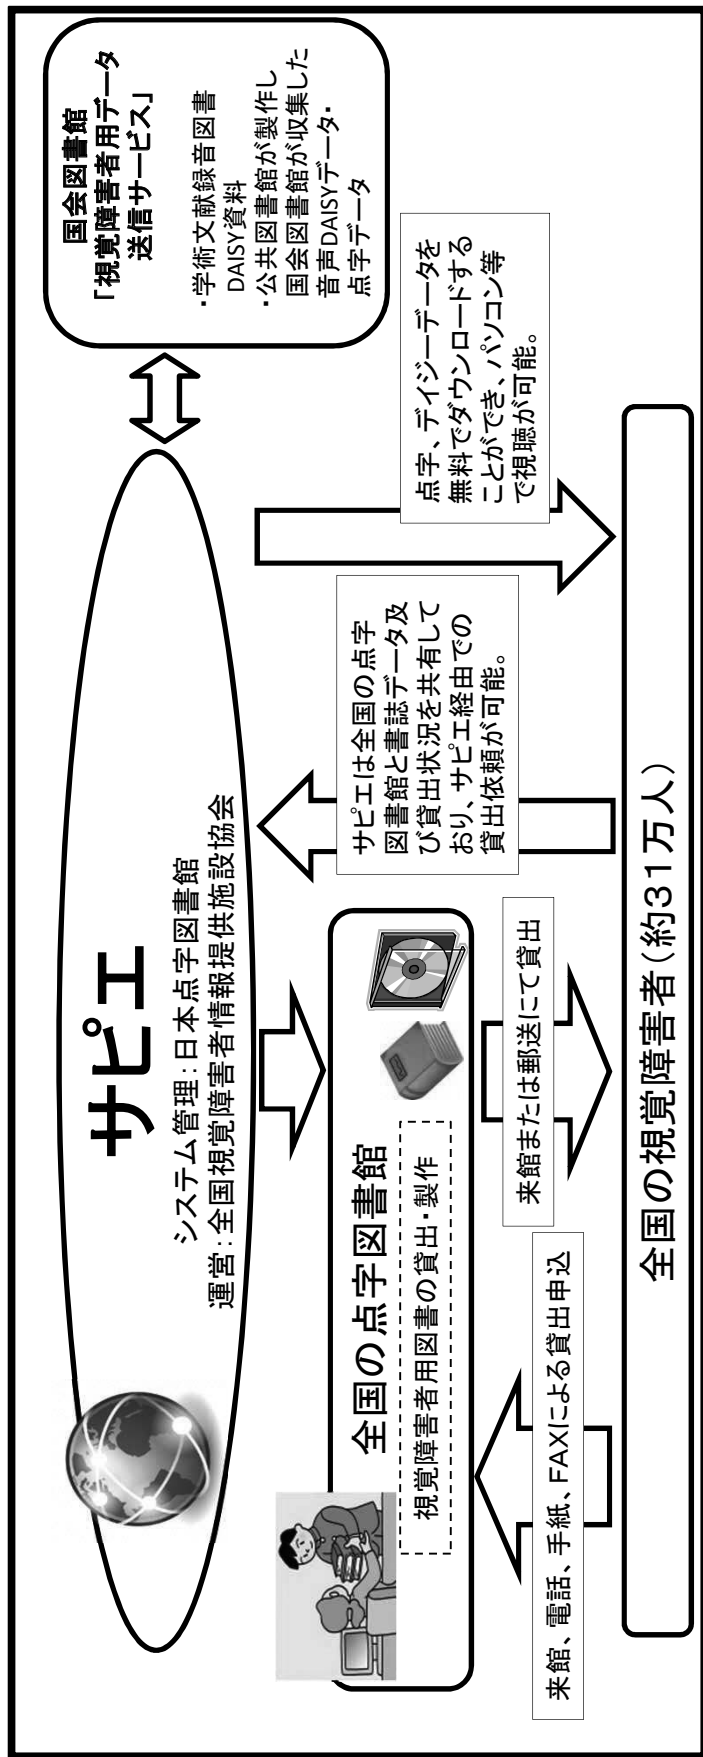 サピエ
システム管理：日本点字図書館
運営：全国視覚障害者情報提供施設協会
国会図書館
「視覚障害者用データ
送信サービス」
・学術文献録音図書
DAISY資料
・公共図書館が製作し
国会図書館が収集した
音声DAISYデータ・
点字データ
全国の点字図書館
視覚障害者用図書の貸出・製作
サピエは全国の点字
図書館と書誌データ及
び貸出状況を共有して
おり、サピエ経由での
貸出依頼が可能。
点字、デイジーデータを
無料でダウンロードする
ことができ、パソコン等
で視聴が可能。
来館、電話、手紙、FAXによる貸出申込
来館または郵送にて貸出
全国の視覚障害者（約３１万人）